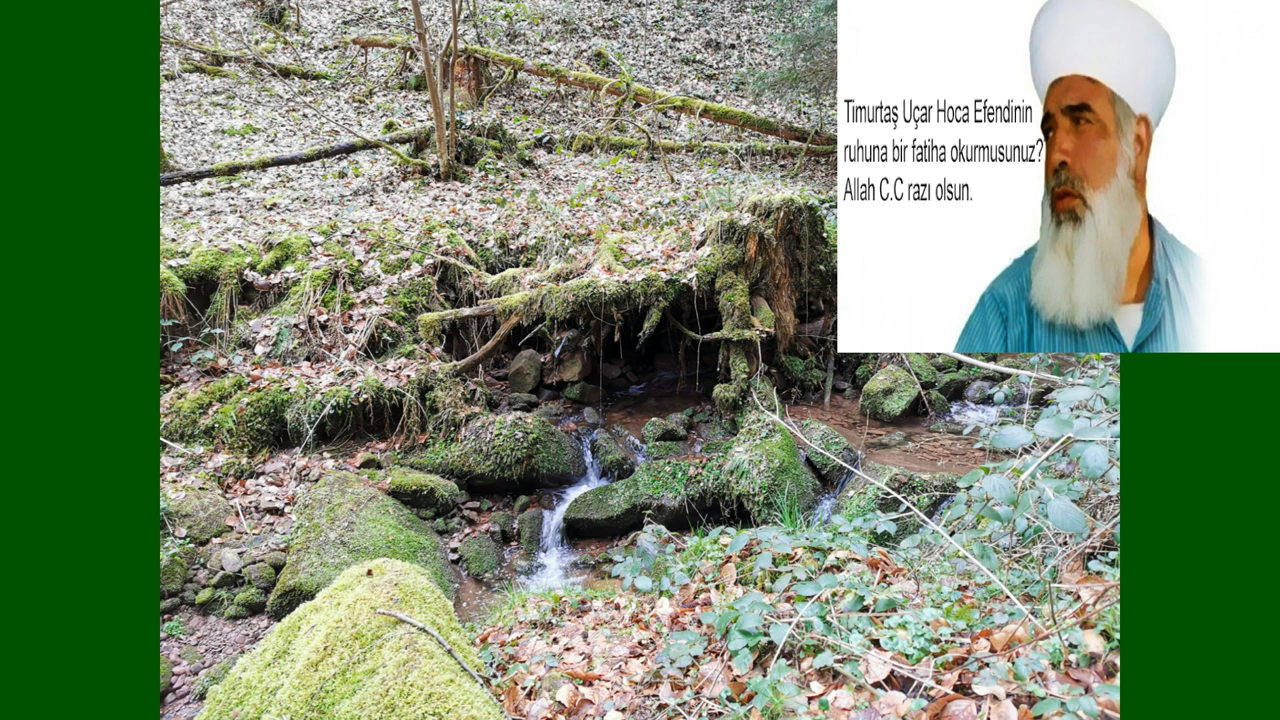 Timurtaş Uçar Hoca Efendinin
ruhuna bir fatiha okurmusunuz?
Allah C.C razı olsun.